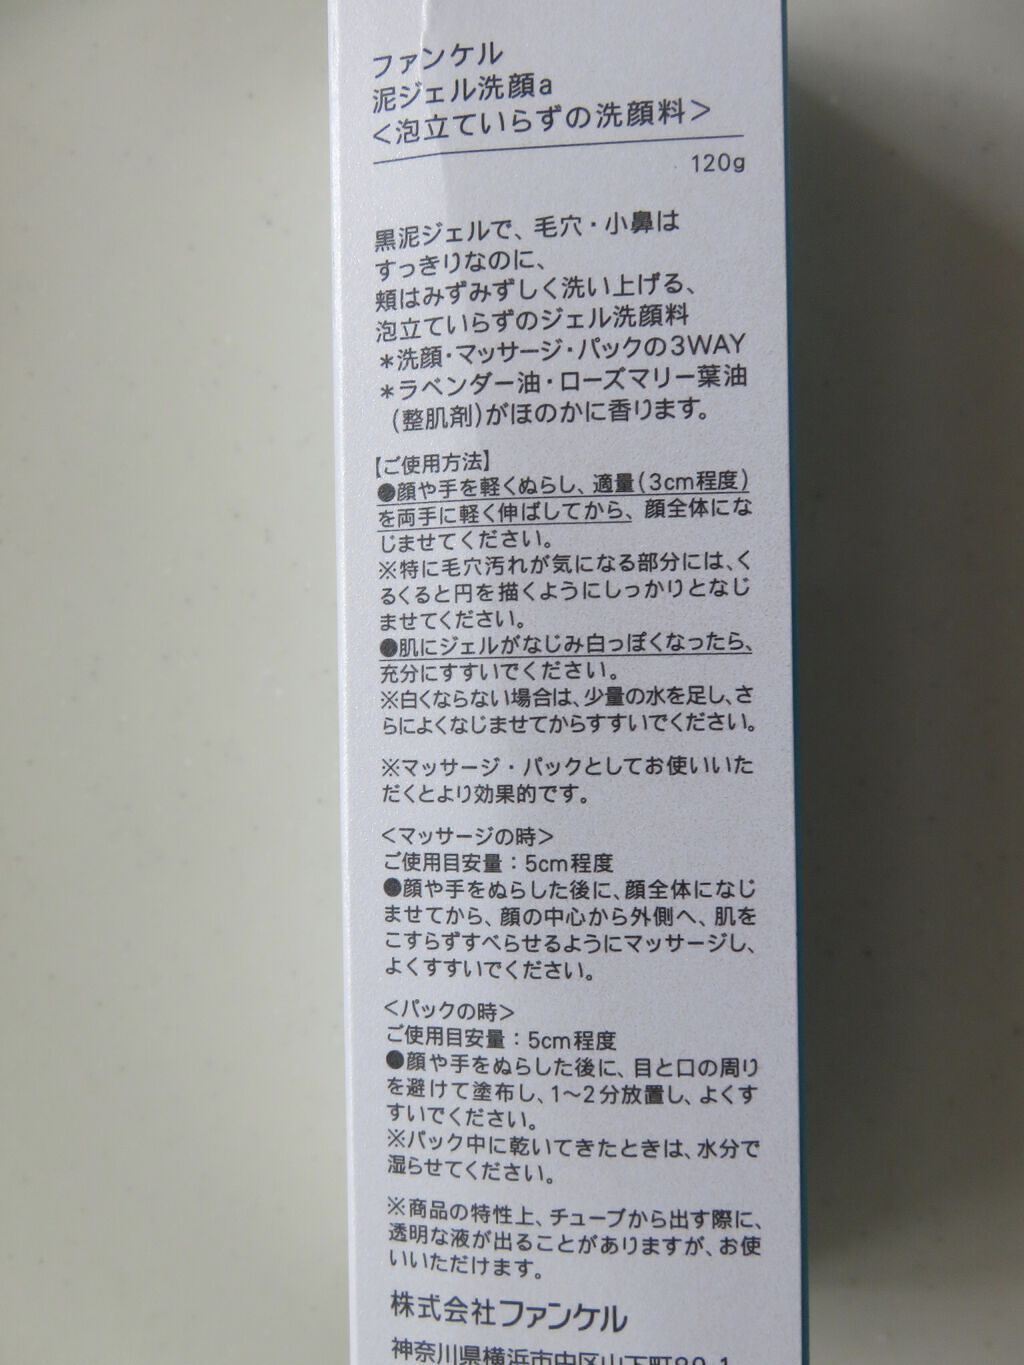 ファンケル
泥ジェル洗顔a
＜泡立ていらずの洗顔料＞
120g
黒泥ジェルで、毛穴・小鼻は
すっきりなのに、
頬はみずみずしく洗い上げる、
泡立ていらずのジェル洗顔料
＊洗顔・マッサージ・パックの3WAY
＊ラベンダー油・ローズマリー葉油
(整肌剤)がほのかに香ります。
【ご使用方法】
●顔や手を軽くぬらし、適量(3cm程度)
を両手に軽く伸ばしてから、顔全体にな
じませてください。
※特に毛穴汚れが気になる部分には、く
るくると円を描くようにしっかりとなじ
ませてください。
●肌にジェルがなじみ白っぽくなったら、
充分にすすいでください。
※白くならない場合は、少量の水を足し、さ
らによくなじませてからすすいでください。
※マッサージ・パックとしてお使いいた
だくとより効果的です。
＜マッサージの時＞
ご使用目安量：5cm程度
●顔や手をぬらした後に、顔全体になじ
ませてから、顔の中心から外側へ、肌を
こすらずすべらせるようにマッサージし、
よくすすいでください。
＜パックの時＞
ご使用目安量：5cm程度
●顔や手をぬらした後に、目と口の周り
を避けて塗布し、1～2分放置し、よくす
すいでください。
※パック中に乾いてきたときは、水分で
湿らせてください。
※商品の特性上、チューブから出す際に、
透明な液が出ることがありますが、お使
いいただけます。
株式会社ファンケル
神奈川県横浜市中区山下町89-1